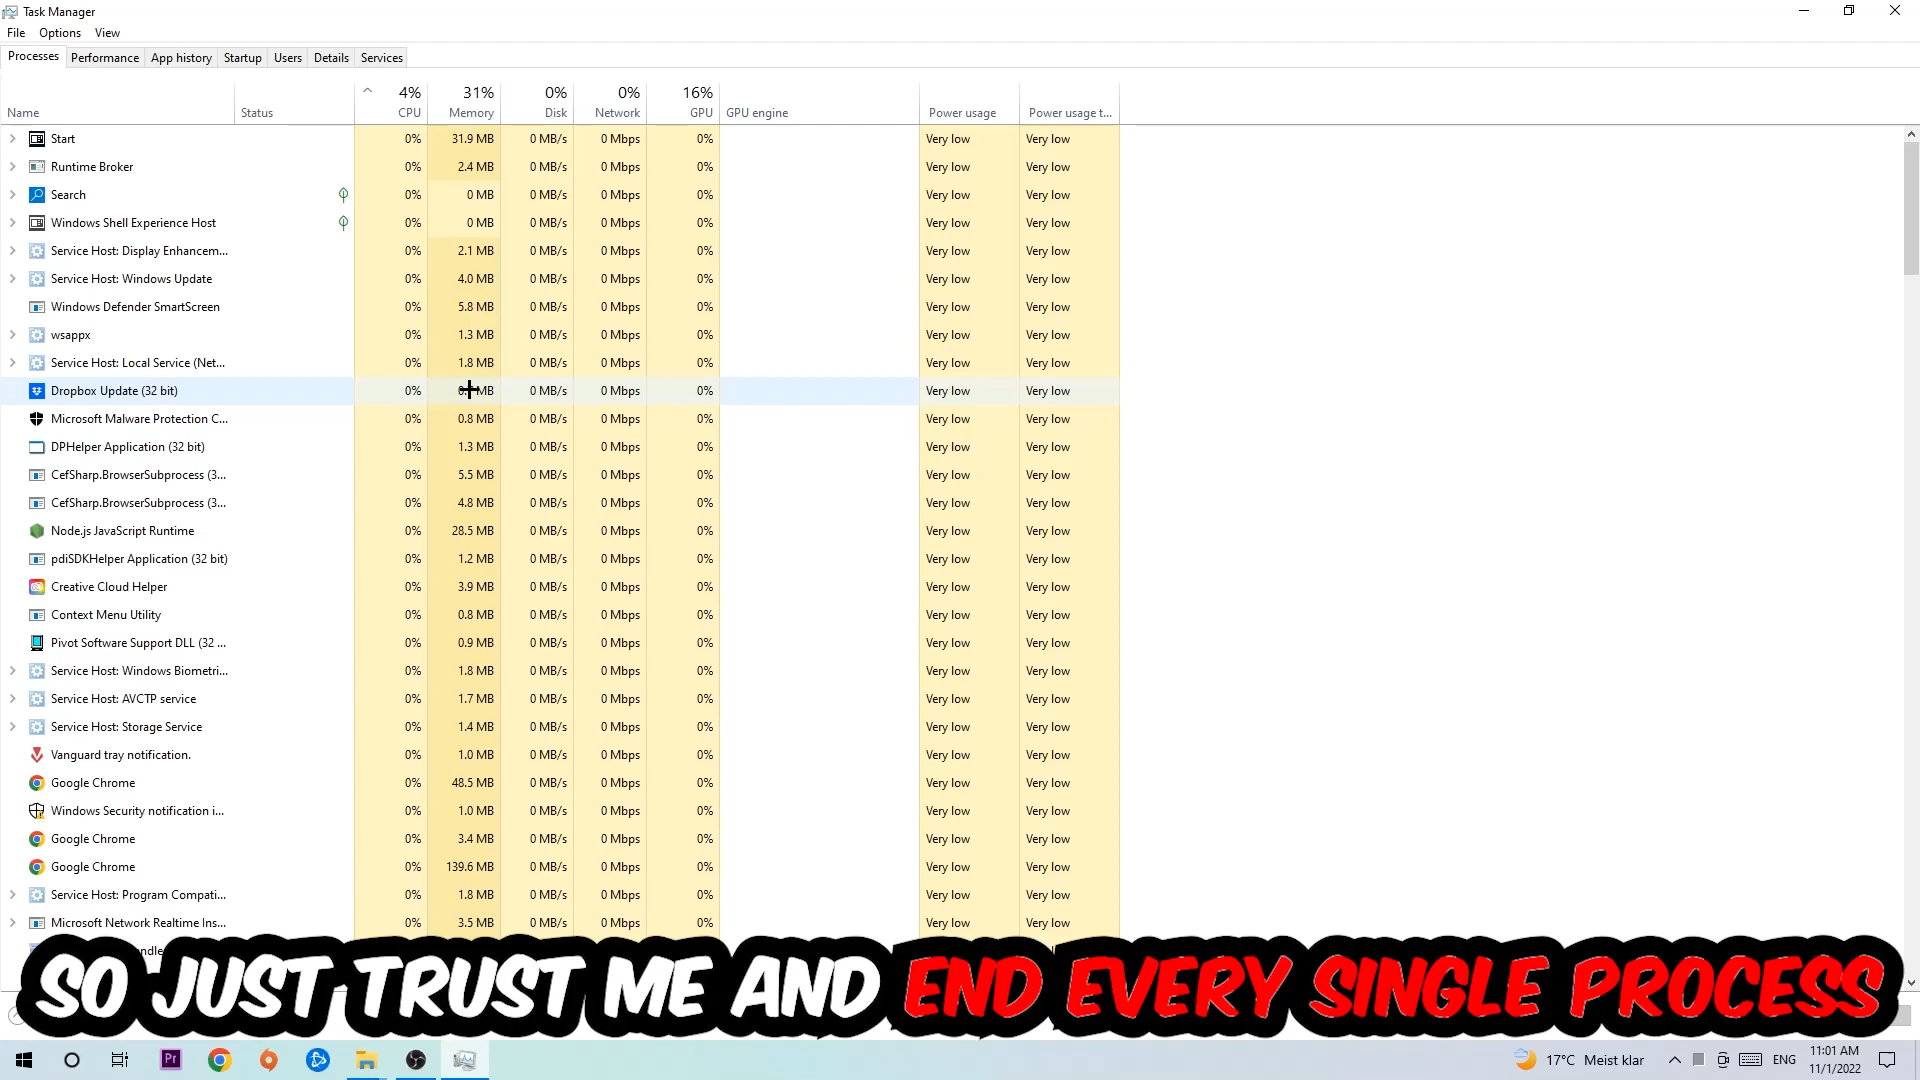 Task Manager
File Options View
Processes Performance App history Startup Users Details Services
4% 31% 0% 0% 16%
Name Status CPU Memory Disk Network GPU GPU engine Power usage Power usage t...
Start 0% 31.9 MB 0 MB/s 0 Mbps 0% Very low Very low
Runtime Broker 0% 2.4 MB 0 MB/s 0 Mbps 0% Very low Very low
Search 0% 0 MB 0 MB/s 0 Mbps 0% Very low Very low
Windows Shell Experience Host 0% 0 MB 0 MB/s 0 Mbps 0% Very low Very low
Service Host: Display Enhancem... 0% 2.1 MB 0 MB/s 0 Mbps 0% Very low Very low
Service Host: Windows Update 0% 4.0 MB 0 MB/s 0 Mbps 0% Very low Very low
Windows Defender SmartScreen 0% 5.8 MB 0 MB/s 0 Mbps 0% Very low Very low
wsappx 0% 1.3 MB 0 MB/s 0 Mbps 0% Very low Very low
Service Host: Local Service (Net... 0% 1.8 MB 0 MB/s 0 Mbps 0% Very low Very low
Dropbox Update (32 bit) 0% MB 0 MB/s 0 Mbps 0% Very low Very low
Microsoft Malware Protection C... 0% 0.8 MB 0 MB/s 0 Mbps 0% Very low Very low
DPHelper Application (32 bit) 0% 1.3 MB 0 MB/s 0 Mbps 0% Very low Very low
CefSharp.BrowserSubprocess (3... 0% 5.5 MB 0 MB/s 0 Mbps 0% Very low Very low
CefSharp.BrowserSubprocess (3... 0% 4.8 MB 0 MB/s 0 Mbps 0% Very low Very low
Node.js JavaScript Runtime 0% 28.5 MB 0 MB/s 0 Mbps 0% Very low Very low
pdiSDKHelper Application (32 bit) 0% 1.2 MB 0 MB/s 0 Mbps 0% Very low Very low
Creative Cloud Helper 0% 3.9 MB 0 MB/s 0 Mbps 0% Very low Very low
Context Menu Utility 0% 0.8 MB 0 MB/s 0 Mbps 0% Very low Very low
Pivot Software Support DLL (32 ... 0% 0.9 MB 0 MB/s 0 Mbps 0% Very low Very low
Service Host: Windows Biometri... 0% 1.8 MB 0 MB/s 0 Mbps 0% Very low Very low
Service Host: AVCTP service 0% 1.7 MB 0 MB/s 0 Mbps 0% Very low Very low
Service Host: Storage Service 0% 1.4 MB 0 MB/s 0 Mbps 0% Very low Very low
Vanguard tray notification. 0% 1.0 MB 0 MB/s 0 Mbps 0% Very low Very low
Google Chrome 0% 48.5 MB 0 MB/s 0 Mbps 0% Very low Very low
Windows Security notification i... 0% 1.0 MB 0 MB/s 0 Mbps 0% Very low Very low
Google Chrome 0% 3.4 MB 0 MB/s 0 Mbps 0% Very low Very low
Google Chrome 0% 139.6 MB 0 MB/s 0 Mbps 0% Very low Very low
Service Host: Program Compati... 0% 1.8 MB 0 MB/s 0 Mbps 0% Very low Very low
Microsoft Network Realtime Ins... 0% 3.5 MB 0 MB/s 0 Mbps 0% Very low Very low
SO JUST TRUST ME AND END EVERY SINGLE PROCESS
Pr 17°C Meist klar ENG 11:01 AM
11/1/2022